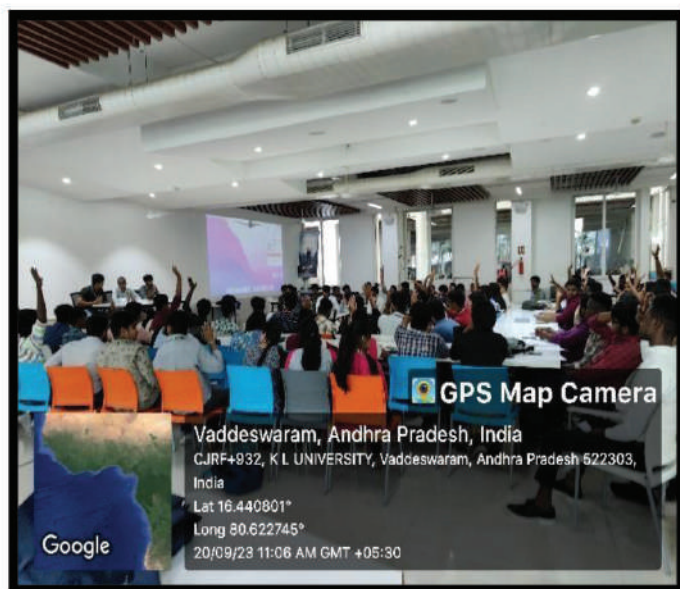 GPS Map Camera
Vaddeswaram, Andhra Pradesh, India
CJRF+932, K L UNIVERSITY, Vaddeswaram, Andhra Pradesh 522303,
India
Lat 16.440801°
Long 80.622745°
20/09/23 11:06 AM GMT +05:30
Google